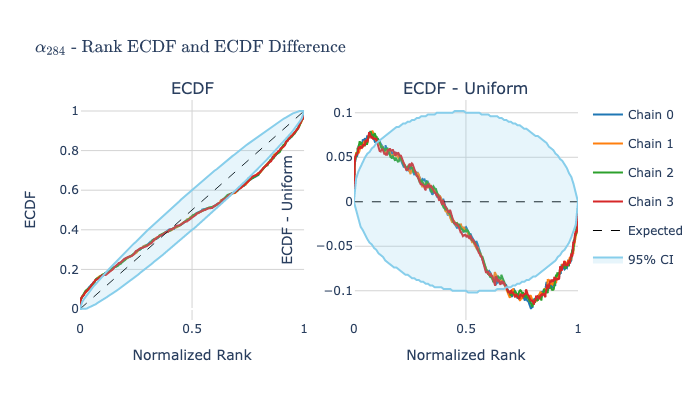 α₂₈₄ - Rank ECDF and ECDF Difference
ECDF
ECDF - Uniform
1
0.8
0.6
0.4
0.2
0
ECDF
0
0.5
1
Normalized Rank
0.1
0.05
0
−0.05
−0.1
ECDF - Uniform
0
0.5
1
Normalized Rank
Chain 0
Chain 1
Chain 2
Chain 3
Expected
95% CI